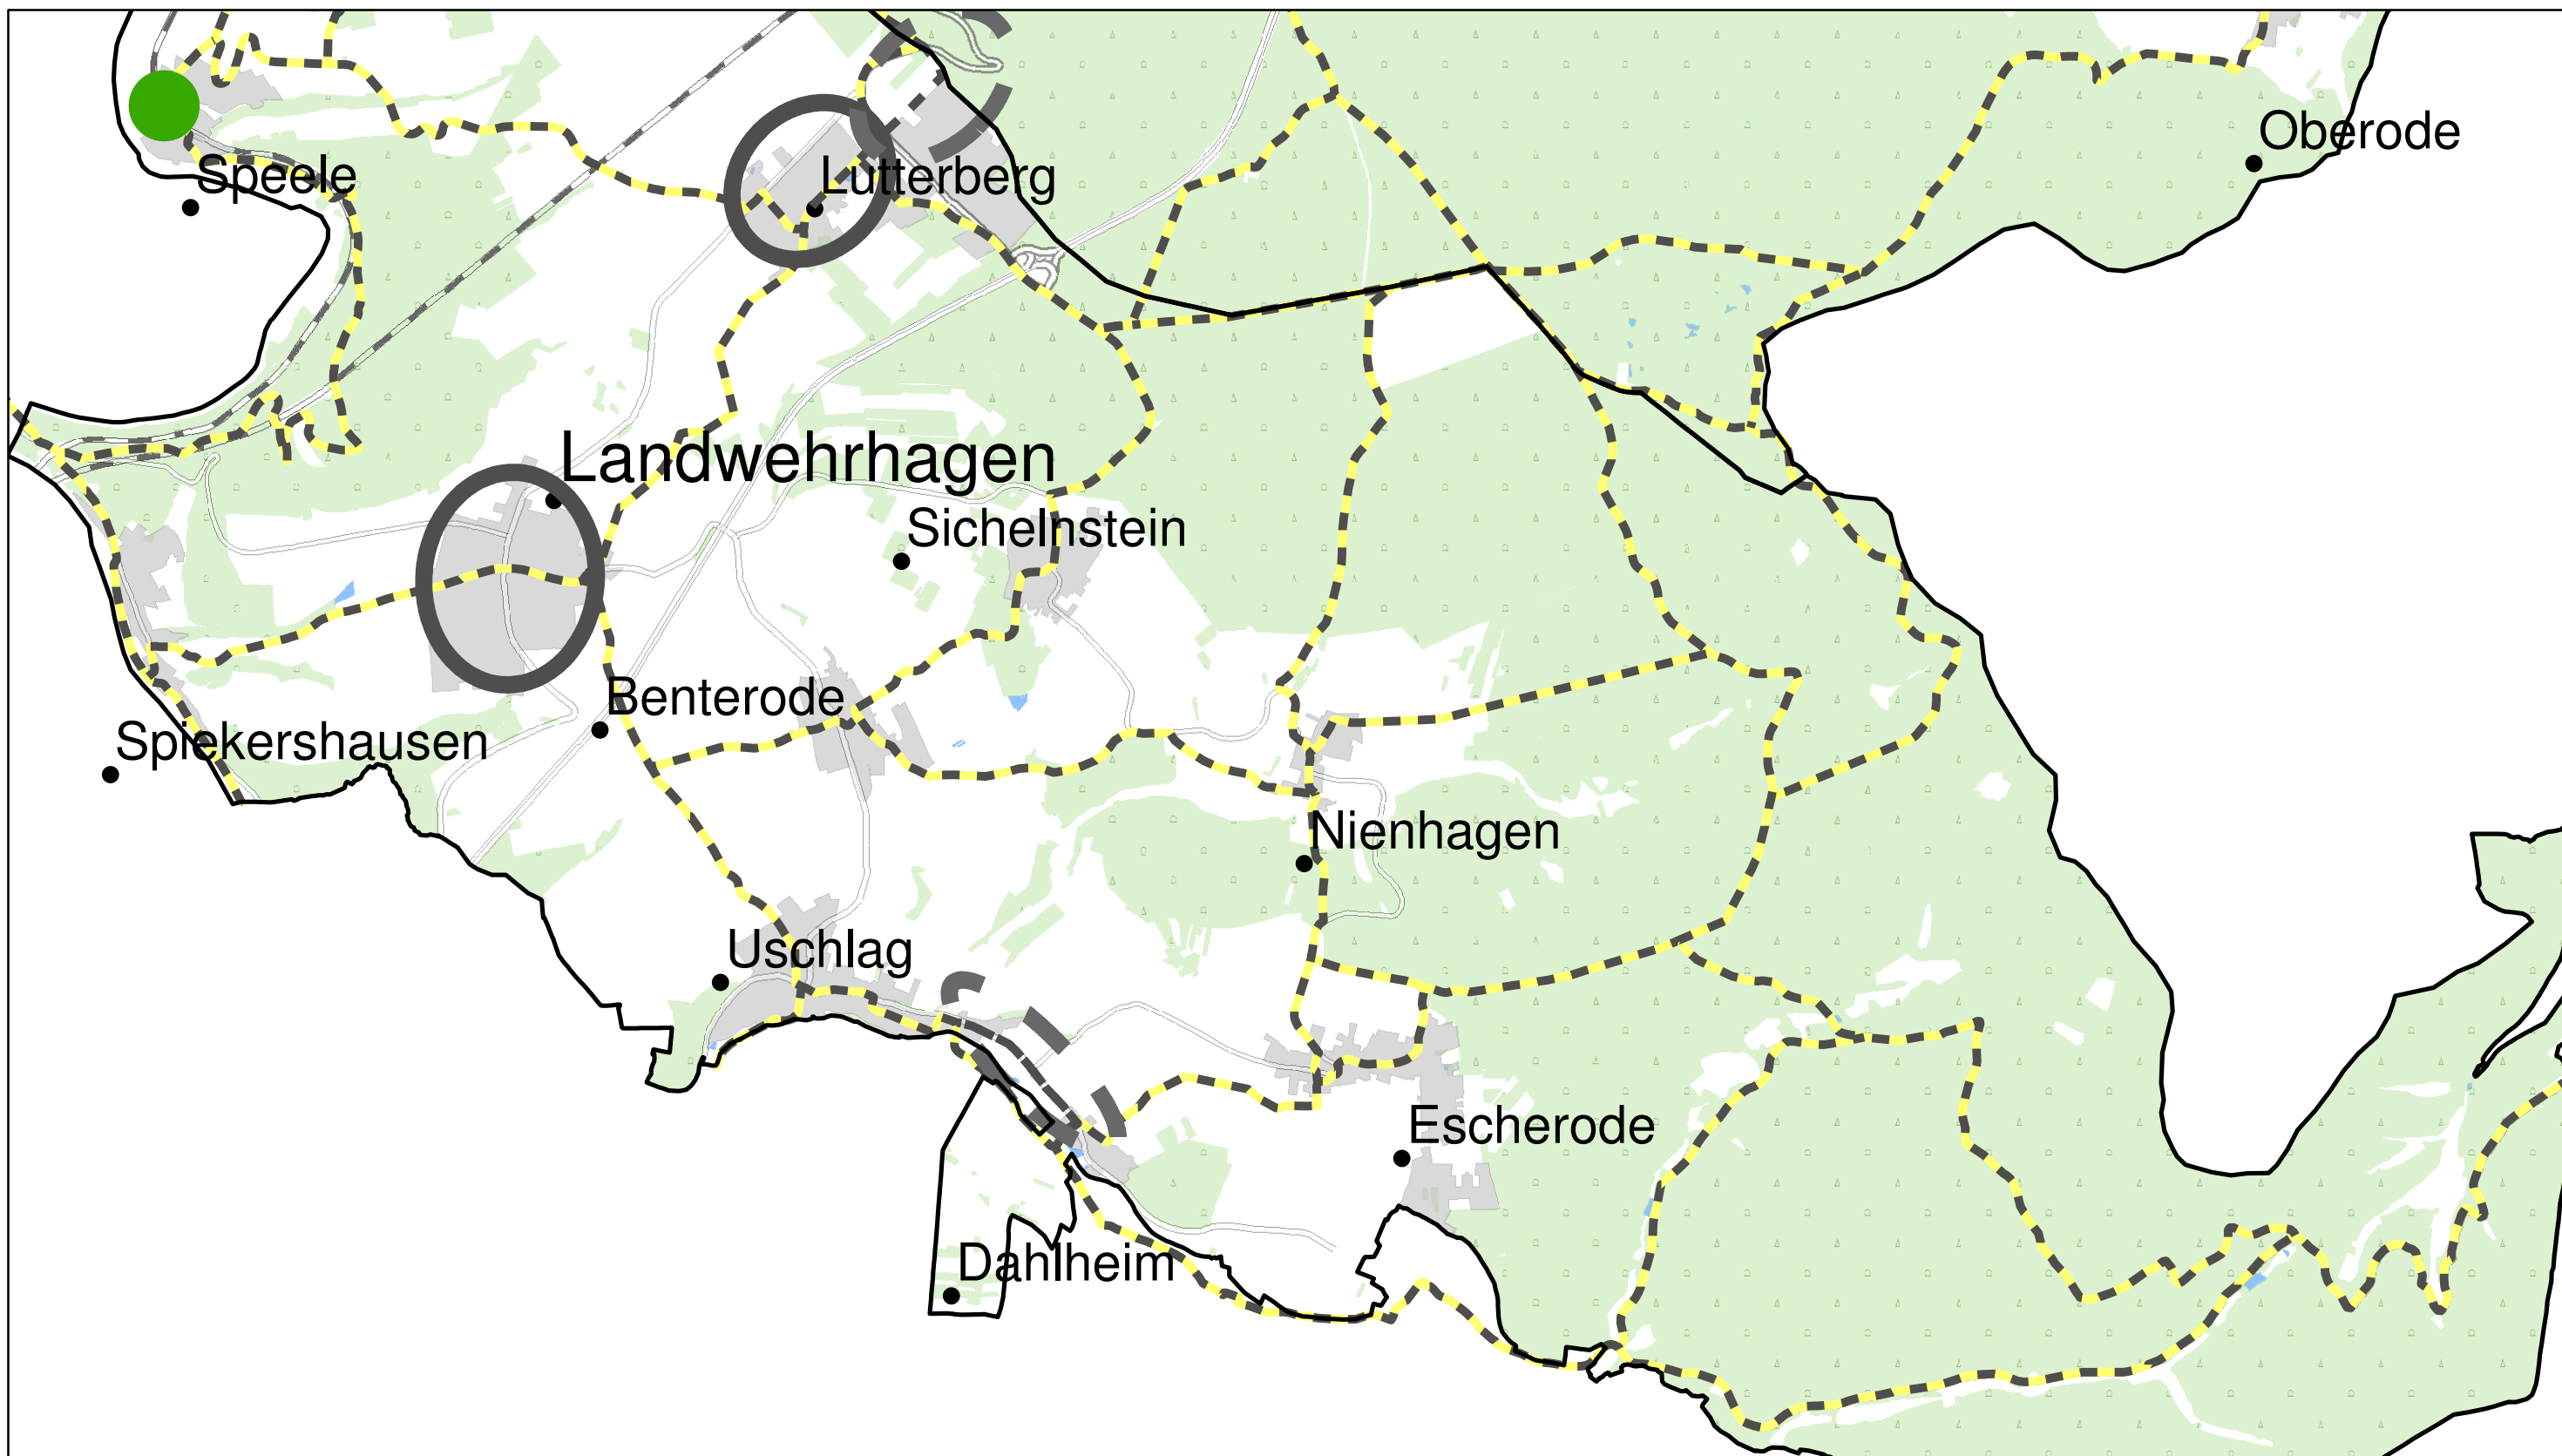 Oberode
Speele
Lutterberg
Landwehrhagen
Sichelnstein
Benterode
Spiekershausen
Nienhagen
Uschlag
Escherode
Dahlheim